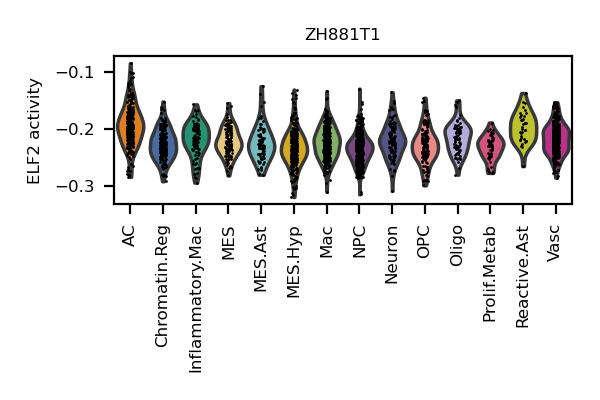 ZH881T1
ELF2 activity
−0.1
−0.2
−0.3
AC
Chromatin.Reg
Inflammatory.Mac
MES
MES.Ast
MES.Hyp
Mac
NPC
Neuron
OPC
Oligo
Prolif.Metab
Reactive.Ast
Vasc